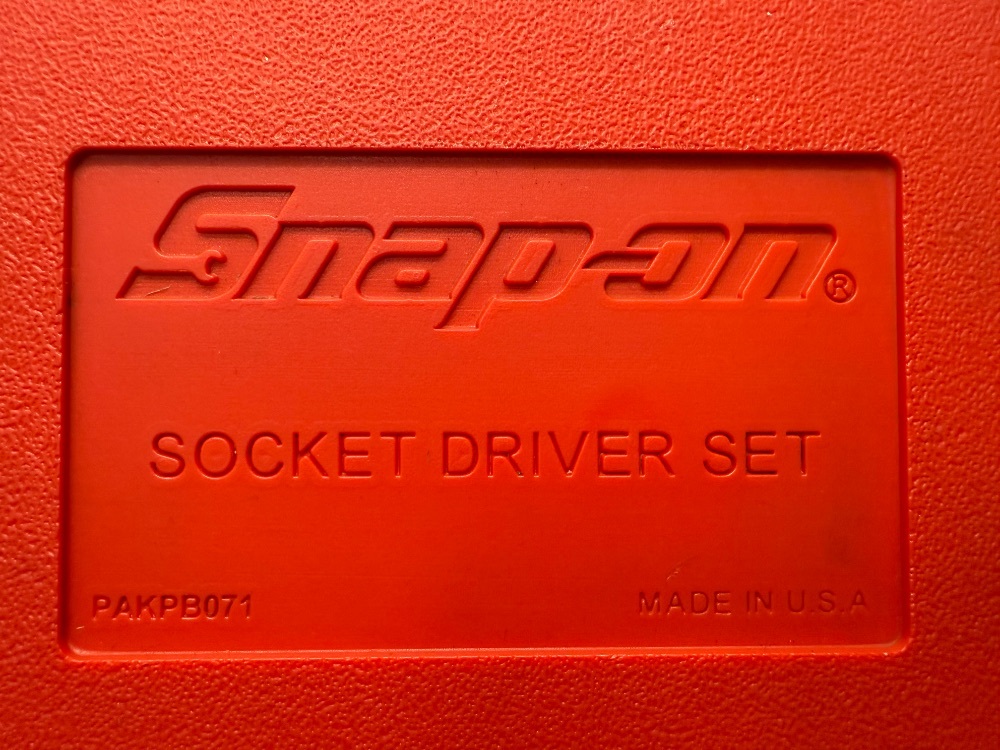 Snap-on®
SOCKET DRIVER SET
PAKPB071
MADE IN U.S.A